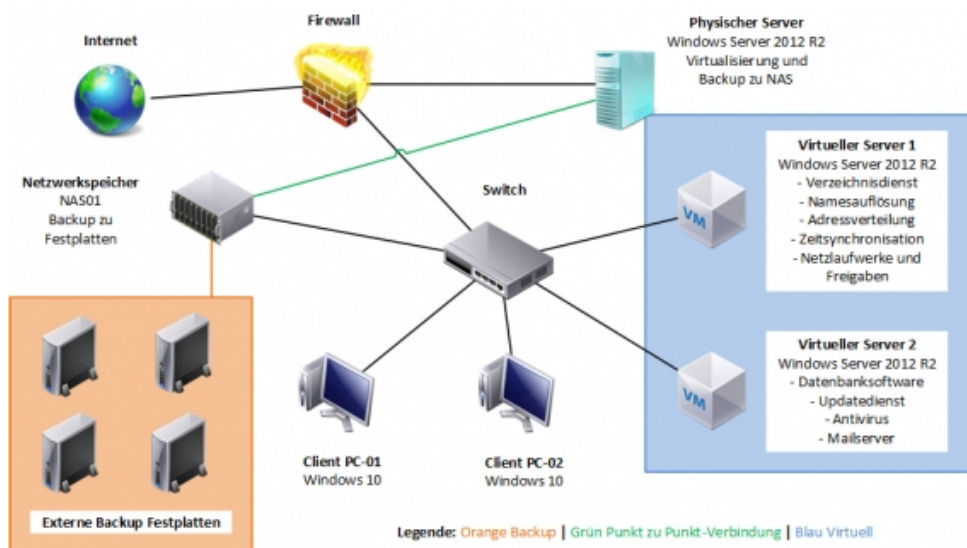 Internet
Firewall
Physischer Server
Windows Server 2012 R2
Virtualisierung und
Backup zu NAS
Netzwerkspeicher
NAS01
Backup zu
Festplatten
Switch
VM
Virtueller Server 1
Windows Server 2012 R2
- Verzeichnisdienst
- Namesauflösung
- Adressverteilung
- Zeitsynchronisation
- Netzlaufwerke und
Freigaben
VM
Virtueller Server 2
Windows Server 2012 R2
- Datenbanksoftware
- Updatedienst
- Antivirus
- Mailserver
Client PC-01
Windows 10
Client PC-02
Windows 10
Externe Backup Festplatten
Legende: Orange Backup | Grün Punkt zu Punkt-Verbindung | Blau Virtuell